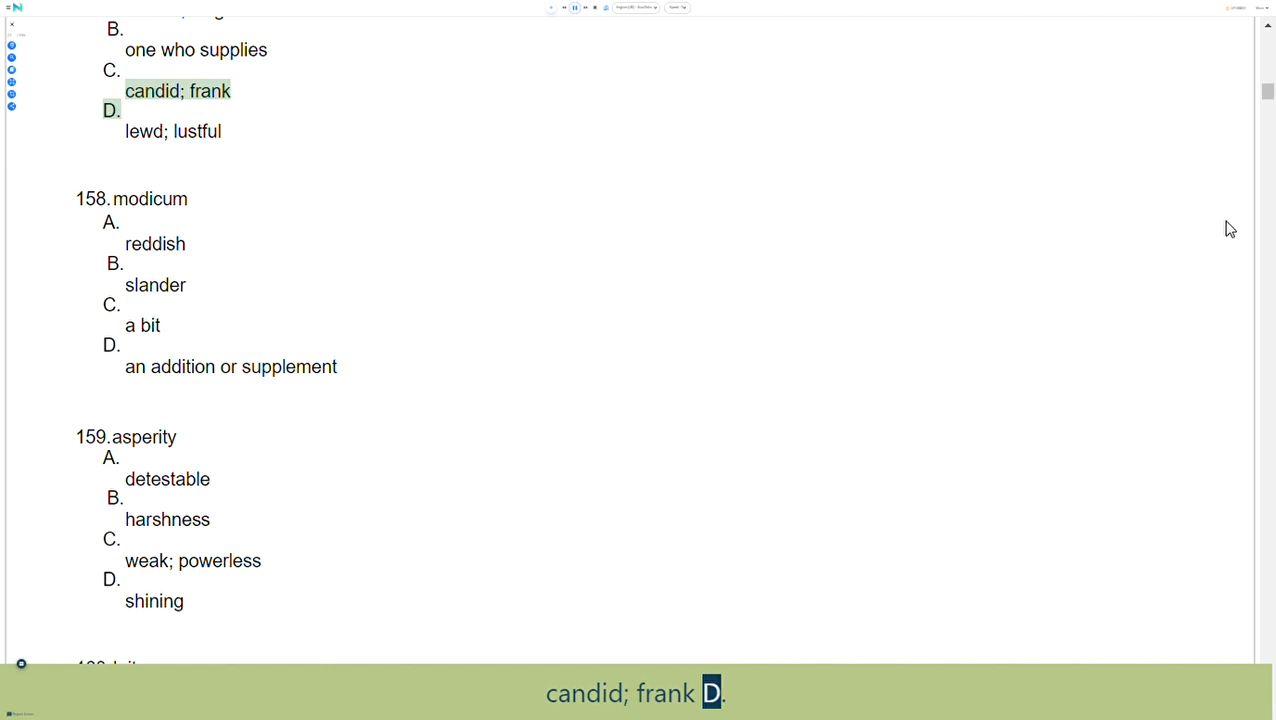 B.
one who supplies
C.
candid; frank
D.
lewd; lustful
158. modicum
A.
reddish
B.
slander
C.
a bit
D.
an addition or supplement
159. asperity
A.
detestable
B.
harshness
C.
weak; powerless
D.
shining
candid; frank D.